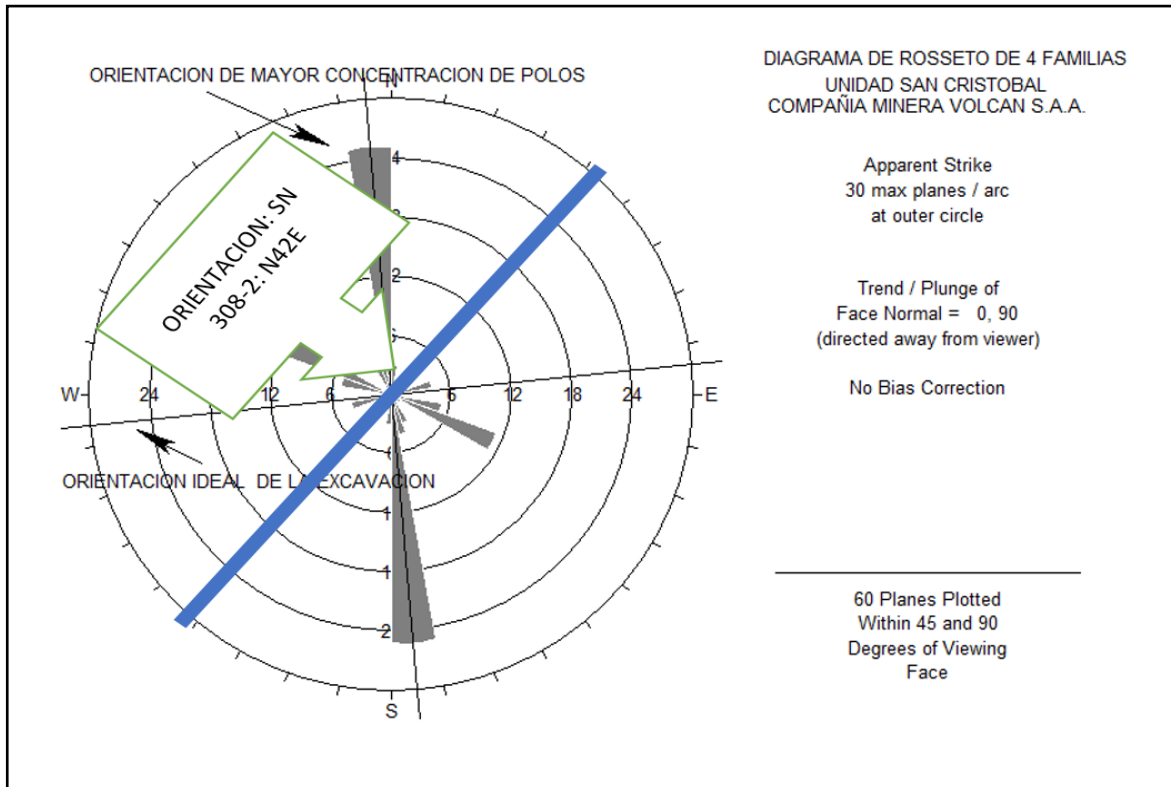 ORIENTACION DE MAYOR CONCENTRACION DE POLOS
DIAGRAMA DE ROSSETO DE 4 FAMILIAS
UNIDAD SAN CRISTOBAL
COMPAÑIA MINERA VOLCAN S.A.A.
Apparent Strike
30 max planes / arc
at outer circle
Trend / Plunge of
Face Normal = 0, 90
(directed away from viewer)
No Bias Correction
N
ORIENTACION: SN
308-2: N42E
W
24
12
6
6
12
18
24
E
ORIENTACION IDEAL DE LA EXCAVACION
S
60 Planes Plotted
Within 45 and 90
Degrees of Viewing
Face